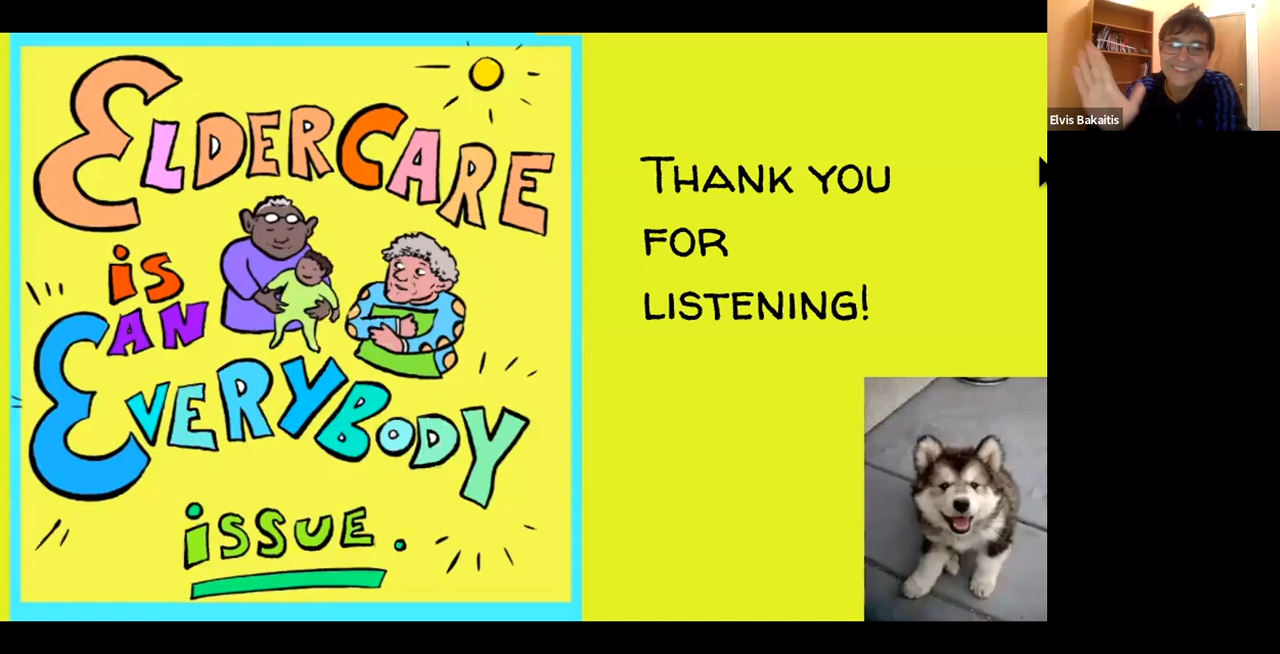 ELDERCARE
iS
AN
EVERYBODY
iSSUE.
THANK YOU
FOR
LISTENING!
Elvis Bakaitis